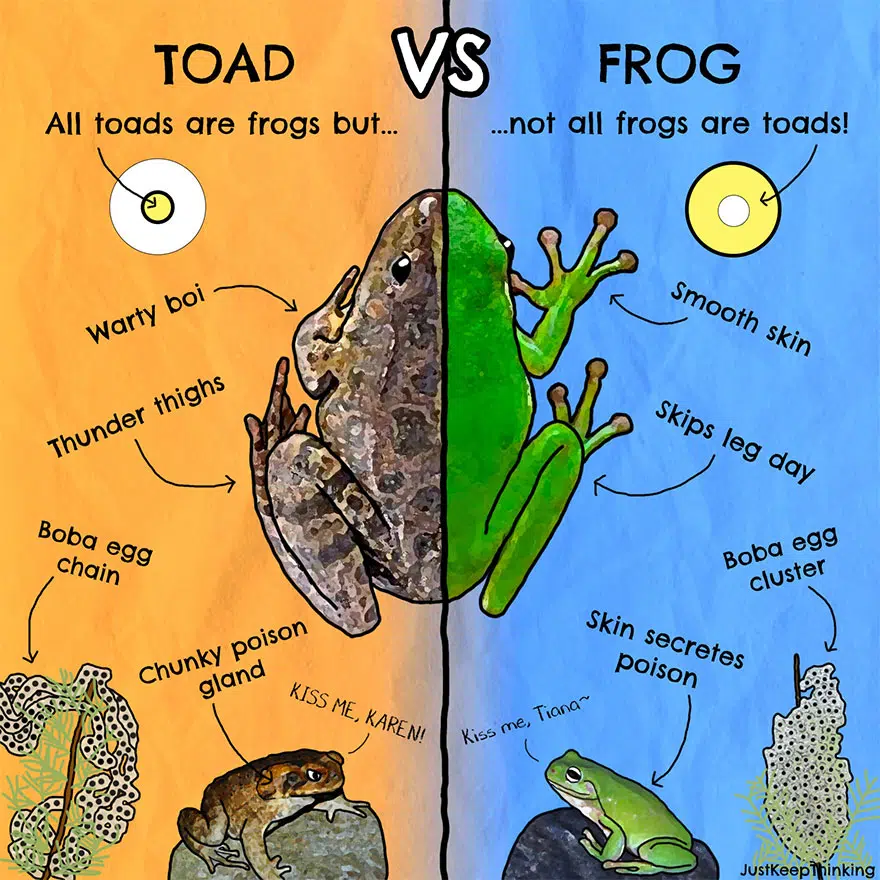 TOAD
VS
FROG
All toads are frogs but...
...not all frogs are toads!
Warty boi
Smooth skin
Thunder thighs
Skips leg day
Boba egg
chain
Boba egg
cluster
Chunky poison
gland
Skin secretes
poison
KISS ME, KAREN!
Kiss me, Tiana~
JustKeepThinking